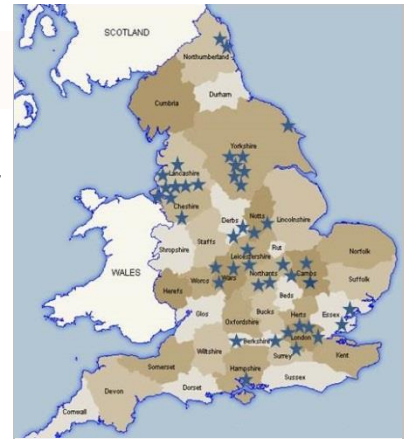 SCOTLAND
Northumberland
Durham
Cumbria
Yorkshire
Lancashire
Cheshire
Derbs
Notts
Lincolnshire
Shropshire
Staffs
Leicestershire
Rut
Norfolk
WALES
Worcs
Wars
Northants
Cambs
Suffolk
Herefs
Beds
Glos
Oxfordshire
Bucks
Herts
Essex
Wiltshire
Berkshire
London
Somerset
Hampshire
Surrey
Kent
Devon
Dorset
Sussex
Cornwall